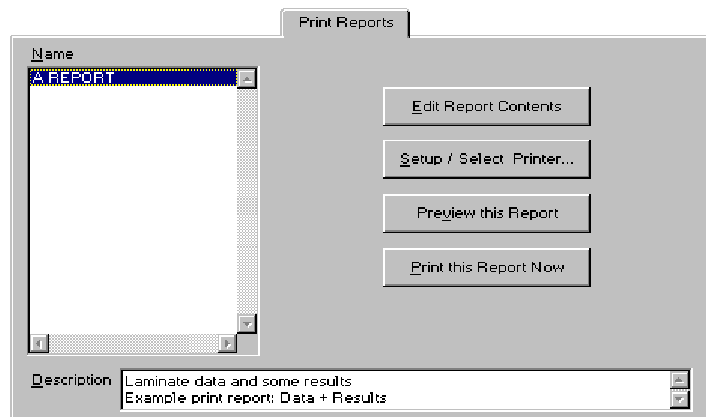 Print Reports
Name
A REPORT
Edit Report Contents
Setup / Select Printer...
Preview this Report
Print this Report Now
Description
Laminate data and some results
Example print report: Data + Results